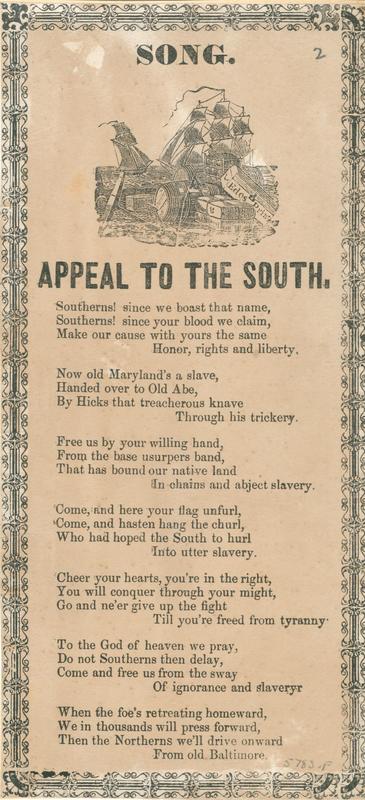 SONG.
2
APPEAL TO THE SOUTH.
Southerns! since we boast that name,
Southerns! since your blood we claim,
Make our cause with yours the same
Honor, rights and liberty.
Now old Maryland's a slave,
Handed over to Old Abe,
By Hicks that treacherous knave
Through his trickery.
Free us by your willing hand,
From the base usurpers band,
That has bound our native land
In chains and abject slavery.
Come, and here your flag unfurl,
Come, and hasten hang the churl,
Who had hoped the South to hurl
Into utter slavery.
Cheer your hearts, you're in the right,
You will conquer through your might,
Go and ne'er give up the fight
Till you're freed from tyranny
To the God of heaven we pray,
Do not Southerns then delay,
Come and free us from the sway
Of ignorance and slaveryr
When the foe's retreating homeward,
We in thousands will press forward,
Then the Northerns we'll drive onward
From old Baltimore.